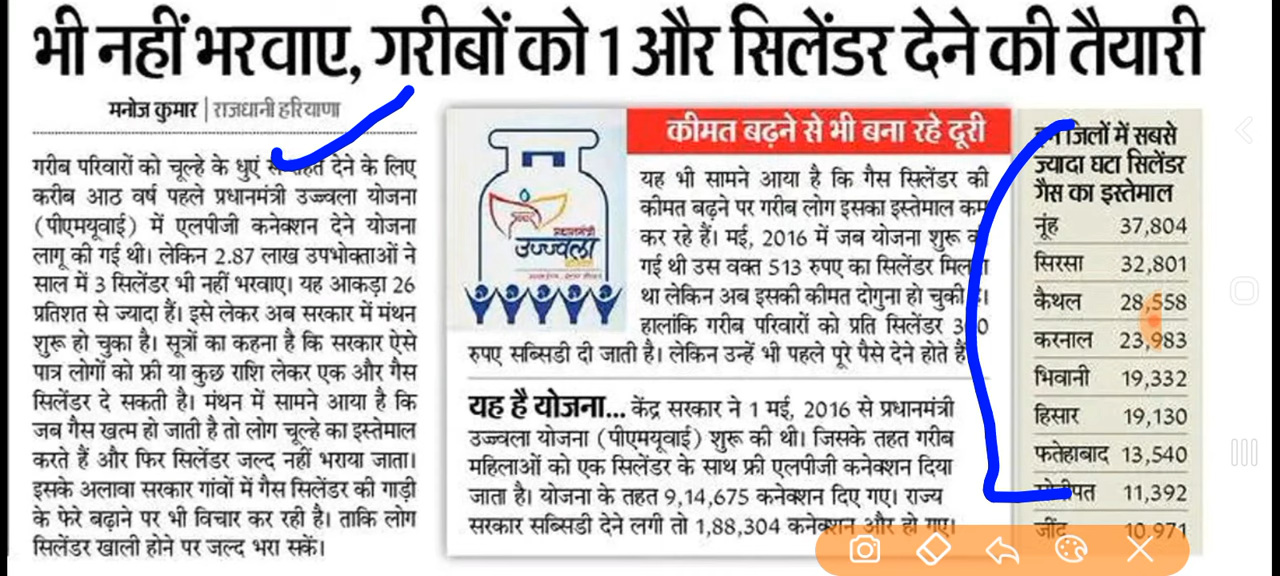 भी नहीं भरवाए, गरीबों को 1 और सिलेंडर देने की तैयारी
मनोज कुमार | राजधानी हरियाणा
गरीब परिवारों को चूल्हे के धुएं देने के लिए
करीब आठ वर्ष पहले प्रधानमंत्री उज्ज्वला योजना
(पीएमयूवाई) में एलपीजी कनेक्शन देने योजना
लागू की गई थी। लेकिन 2.87 लाख उपभोक्ताओं ने
साल में 3 सिलेंडर भी नहीं भरवाए। यह आकड़ा 26
प्रतिशत से ज्यादा हैं। इसे लेकर अब सरकार में मंथन
शुरू हो चुका है। सूत्रों का कहना है कि सरकार ऐसे
पात्र लोगों को फ्री या कुछ राशि लेकर एक और गैस
सिलेंडर दे सकती है। मंथन में सामने आया है कि
जब गैस खत्म हो जाती है तो लोग चूल्हे का इस्तेमाल
करते हैं और फिर सिलेंडर जल्द नहीं भराया जाता।
इसके अलावा सरकार गांवों में गैस सिलेंडर की गाड़ी
के फेरे बढ़ाने पर भी विचार कर रही है। ताकि लोग
सिलेंडर खाली होने पर जल्द भरा सकें।
प्रधानमंत्री
उज्ज्वला
कीमत बढ़ने से भी बना रहे दूरी
यह भी सामने आया है कि गैस सिलेंडर की
कीमत बढ़ने पर गरीब लोग इसका इस्तेमाल कम
कर रहे हैं। मई, 2016 में जब योजना शुरू
गई थी उस वक्त 513 रुपए का सिलेंडर
था लेकिन अब इसकी कीमत दोगुना हो चुकी
हालांकि गरीब परिवारों को प्रति सिलेंडर
रुपए सब्सिडी दी जाती है। लेकिन उन्हें भी पहले पूरे पैसे देने होते
यह है योजना... केंद्र सरकार ने 1 मई, 2016 से प्रधानमंत्री
उज्ज्वला योजना (पीएमयूवाई) शुरू की थी। जिसके तहत गरीब
महिलाओं को एक सिलेंडर के साथ फ्री एलपीजी कनेक्शन दिया
जाता है। योजना के तहत 9,14,675 कनेक्शन दिए गए। राज्य
सरकार सब्सिडी देने लगी तो 1,88,304 कनेक्शन और हो गए।
जिलों में सबसे
ज्यादा घटा सिलेंडर
गैस का इस्तेमाल
नूंह 37,804
सिरसा 32,801
कैथल 28,558
करनाल 23,983
भिवानी 19,332
हिसार 19,130
फतेहाबाद 13,540
सोनीपत 11,392
जींद 10,971